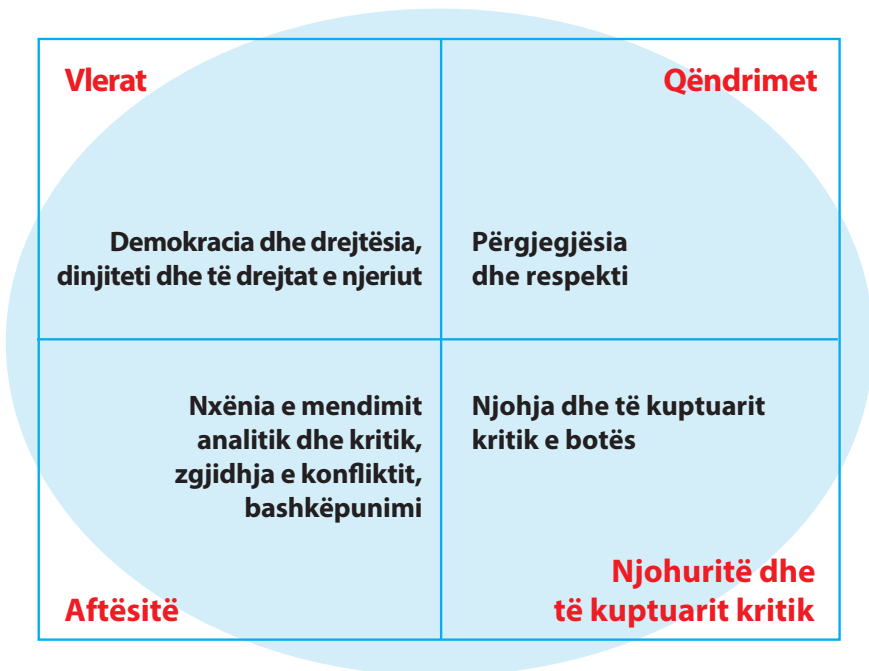 Vlerat
Demokracia dhe drejtësia,
dinjiteti dhe të drejtat e njeriut
Qëndrimet
Përgjegjësia
dhe respekti
Nxënia e mendimit
analitik dhe kritik,
zgjidhja e konfliktit,
bashkëpunimi
Aftësitë
Njohja dhe të kuptuarit
kritik e botës
Njohuritë dhe
të kuptuarit kritik